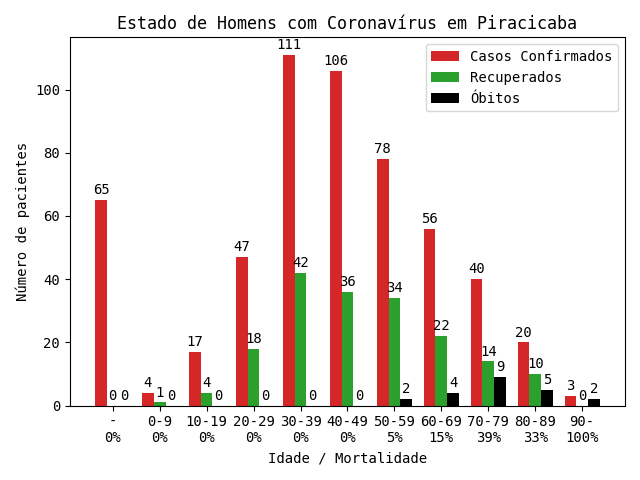 Estado de Homens com Coronavírus em Piracicaba
Casos Confirmados
Recuperados
Óbitos
Número de pacientes
100
80
60
40
20
0
65 0 0
4 1 0
17 4 0
47 18 0
111 42 0
106 36 0
78 34 2
56 22 4
40 14 9
20 10 5
3 0 2
- 0-9 10-19 20-29 30-39 40-49 50-59 60-69 70-79 80-89 90-
0% 0% 0% 0% 0% 0% 5% 15% 39% 33% 100%
Idade / Mortalidade